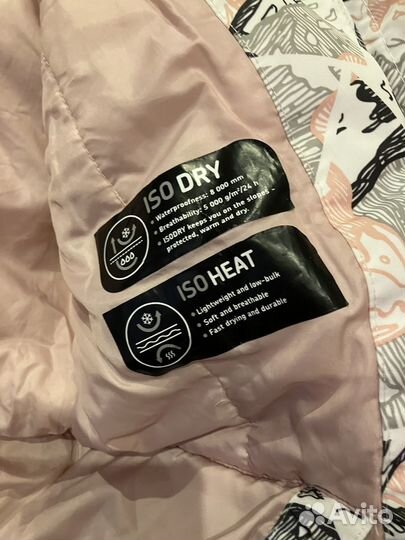 ISO DRY
• Waterproofness: 8 000 mm
• Breathability: 5 000 g/m²/24 h
• ISODRY keeps you on the slopes -
protected, warm and dry.
ISO HEAT
• Lightweight and low-bulk
• Soft and breathable
• Fast drying and durable
Avito